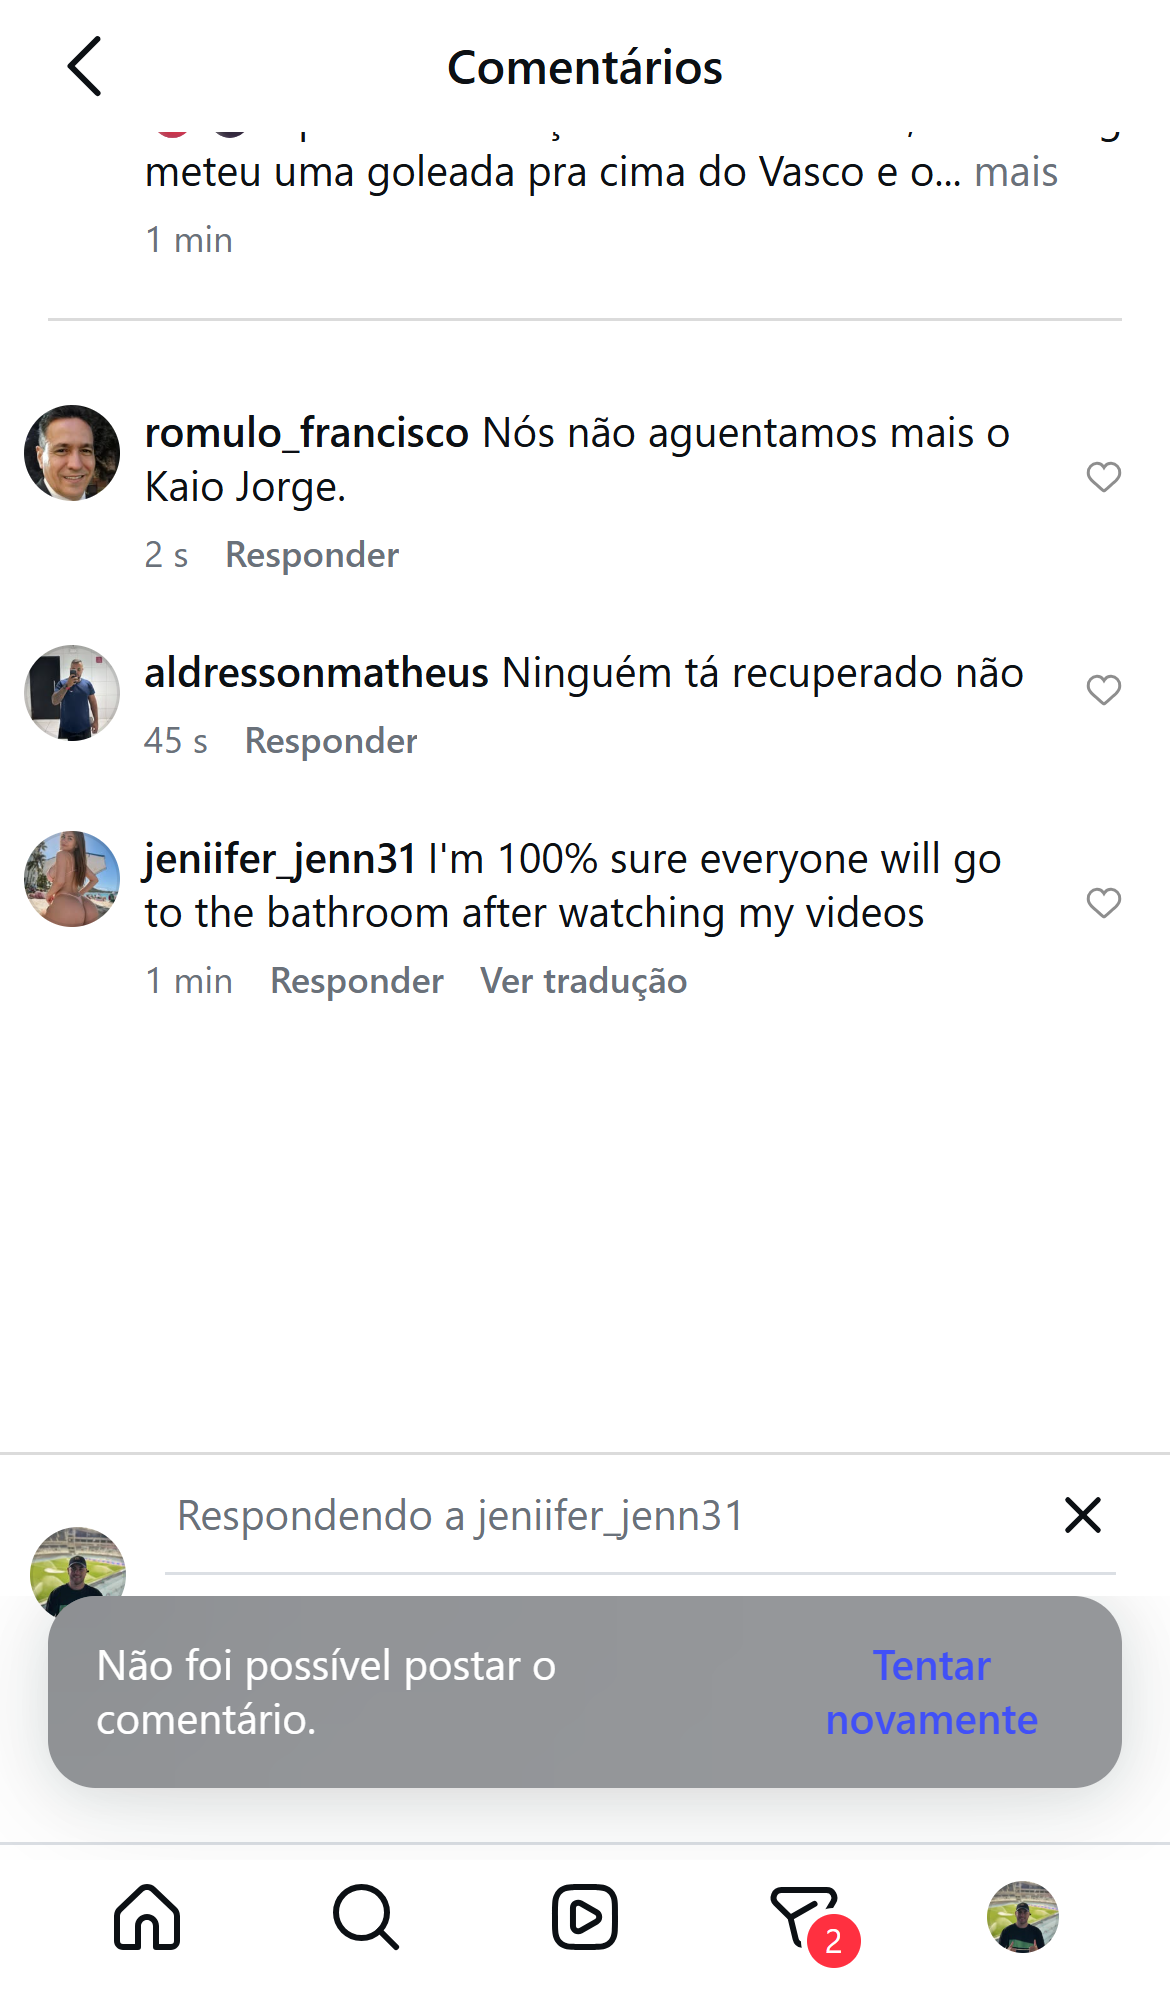 Comentários
meteu uma goleada pra cima do Vasco e o... mais
1 min
romulo_francisco Nós não aguentamos mais o
Kaio Jorge.
2 s Responder
aldressonmatheus Ninguém tá recuperado não
45 s Responder
jeniifer_jenn31 I'm 100% sure everyone will go
to the bathroom after watching my videos
1 min Responder Ver tradução
Respondendo a jeniifer_jenn31
Não foi possível postar o
comentário.
Tentar
novamente
2